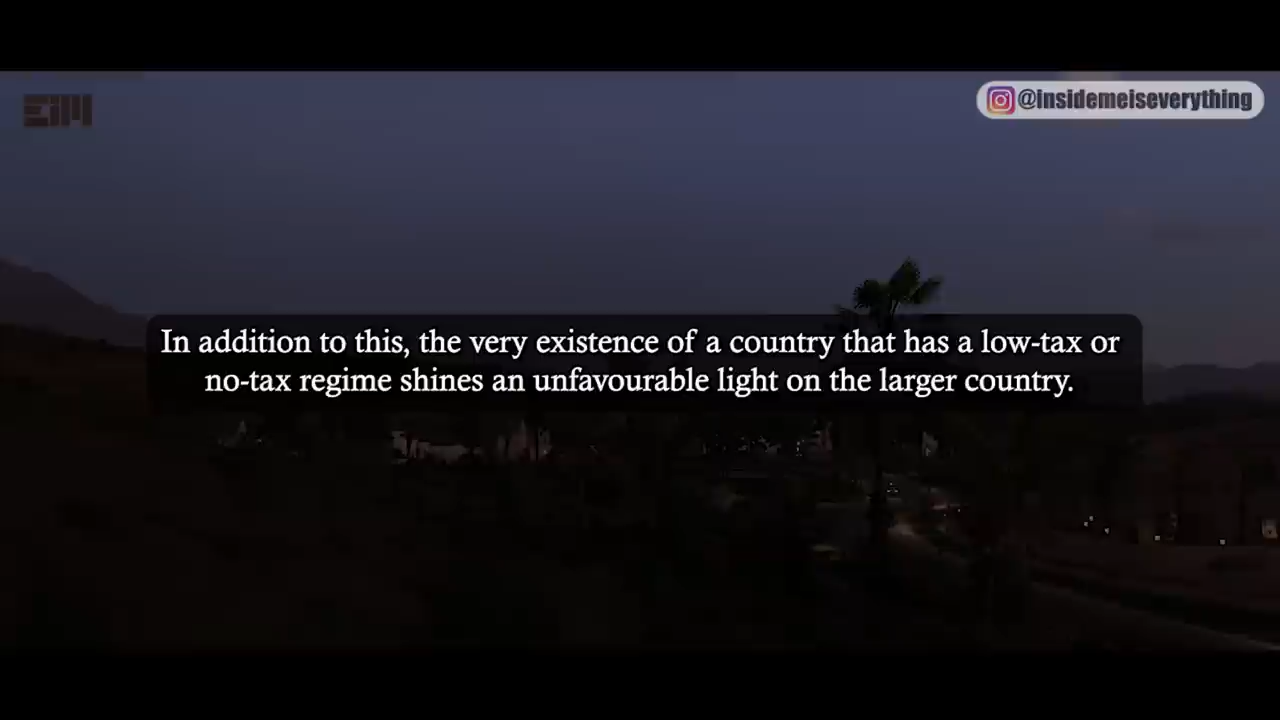 EiM
@insidemeiseverything
In addition to this, the very existence of a country that has a low-tax or
no-tax regime shines an unfavourable light on the larger country.